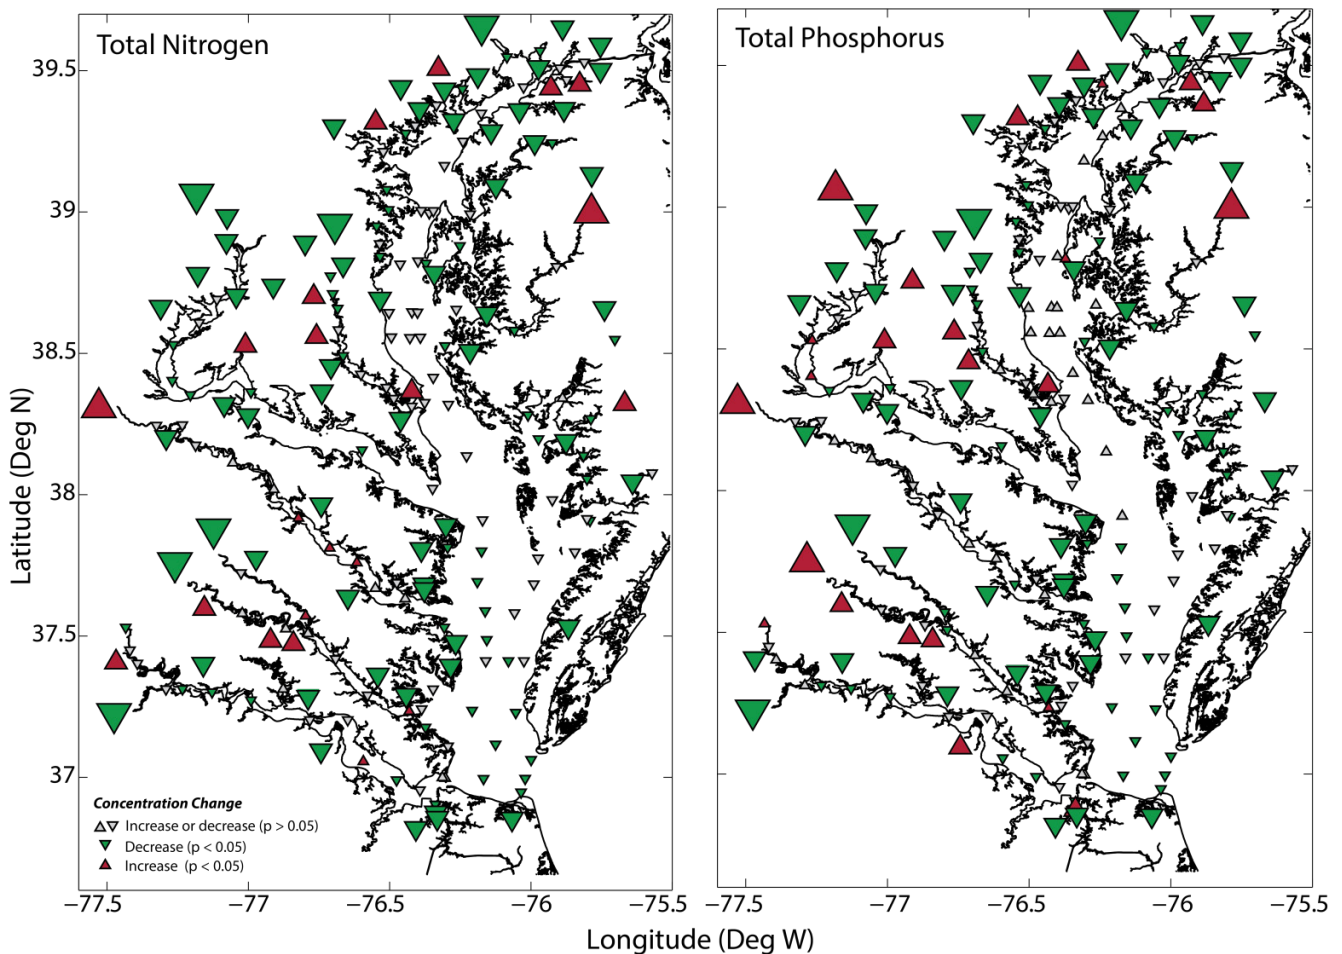 Total Nitrogen
Total Phosphorus
39.5
39
38.5
38
37.5
37
Latitude (Deg N)
Concentration Change
Increase or decrease (p > 0.05)
Decrease (p < 0.05)
Increase (p < 0.05)
−77.5 −77 −76.5 −76 −75.5
−77.5 −77 −76.5 −76 −75.5
Longitude (Deg W)